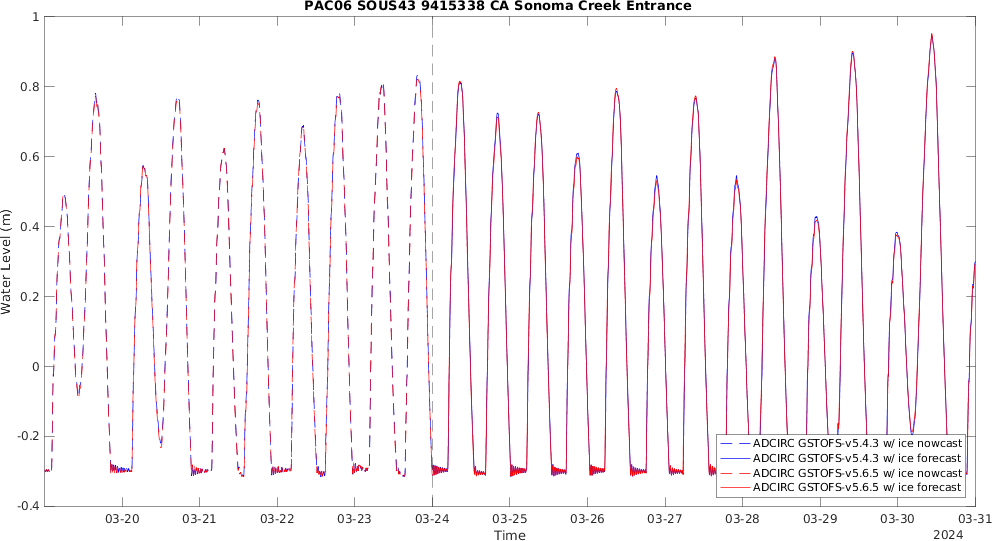 PAC06 SOUS43 9415338 CA Sonoma Creek Entrance
1
0.8
0.6
0.4
0.2
0
-0.2
-0.4
Water Level (m)
03-20 03-21 03-22 03-23 03-24 03-25 03-26 03-27 03-28 03-29 03-30 03-31
Time
2024
ADCIRC GSTOFS-v5.4.3 w/ ice nowcast
ADCIRC GSTOFS-v5.4.3 w/ ice forecast
ADCIRC GSTOFS-v5.6.5 w/ ice nowcast
ADCIRC GSTOFS-v5.6.5 w/ ice forecast